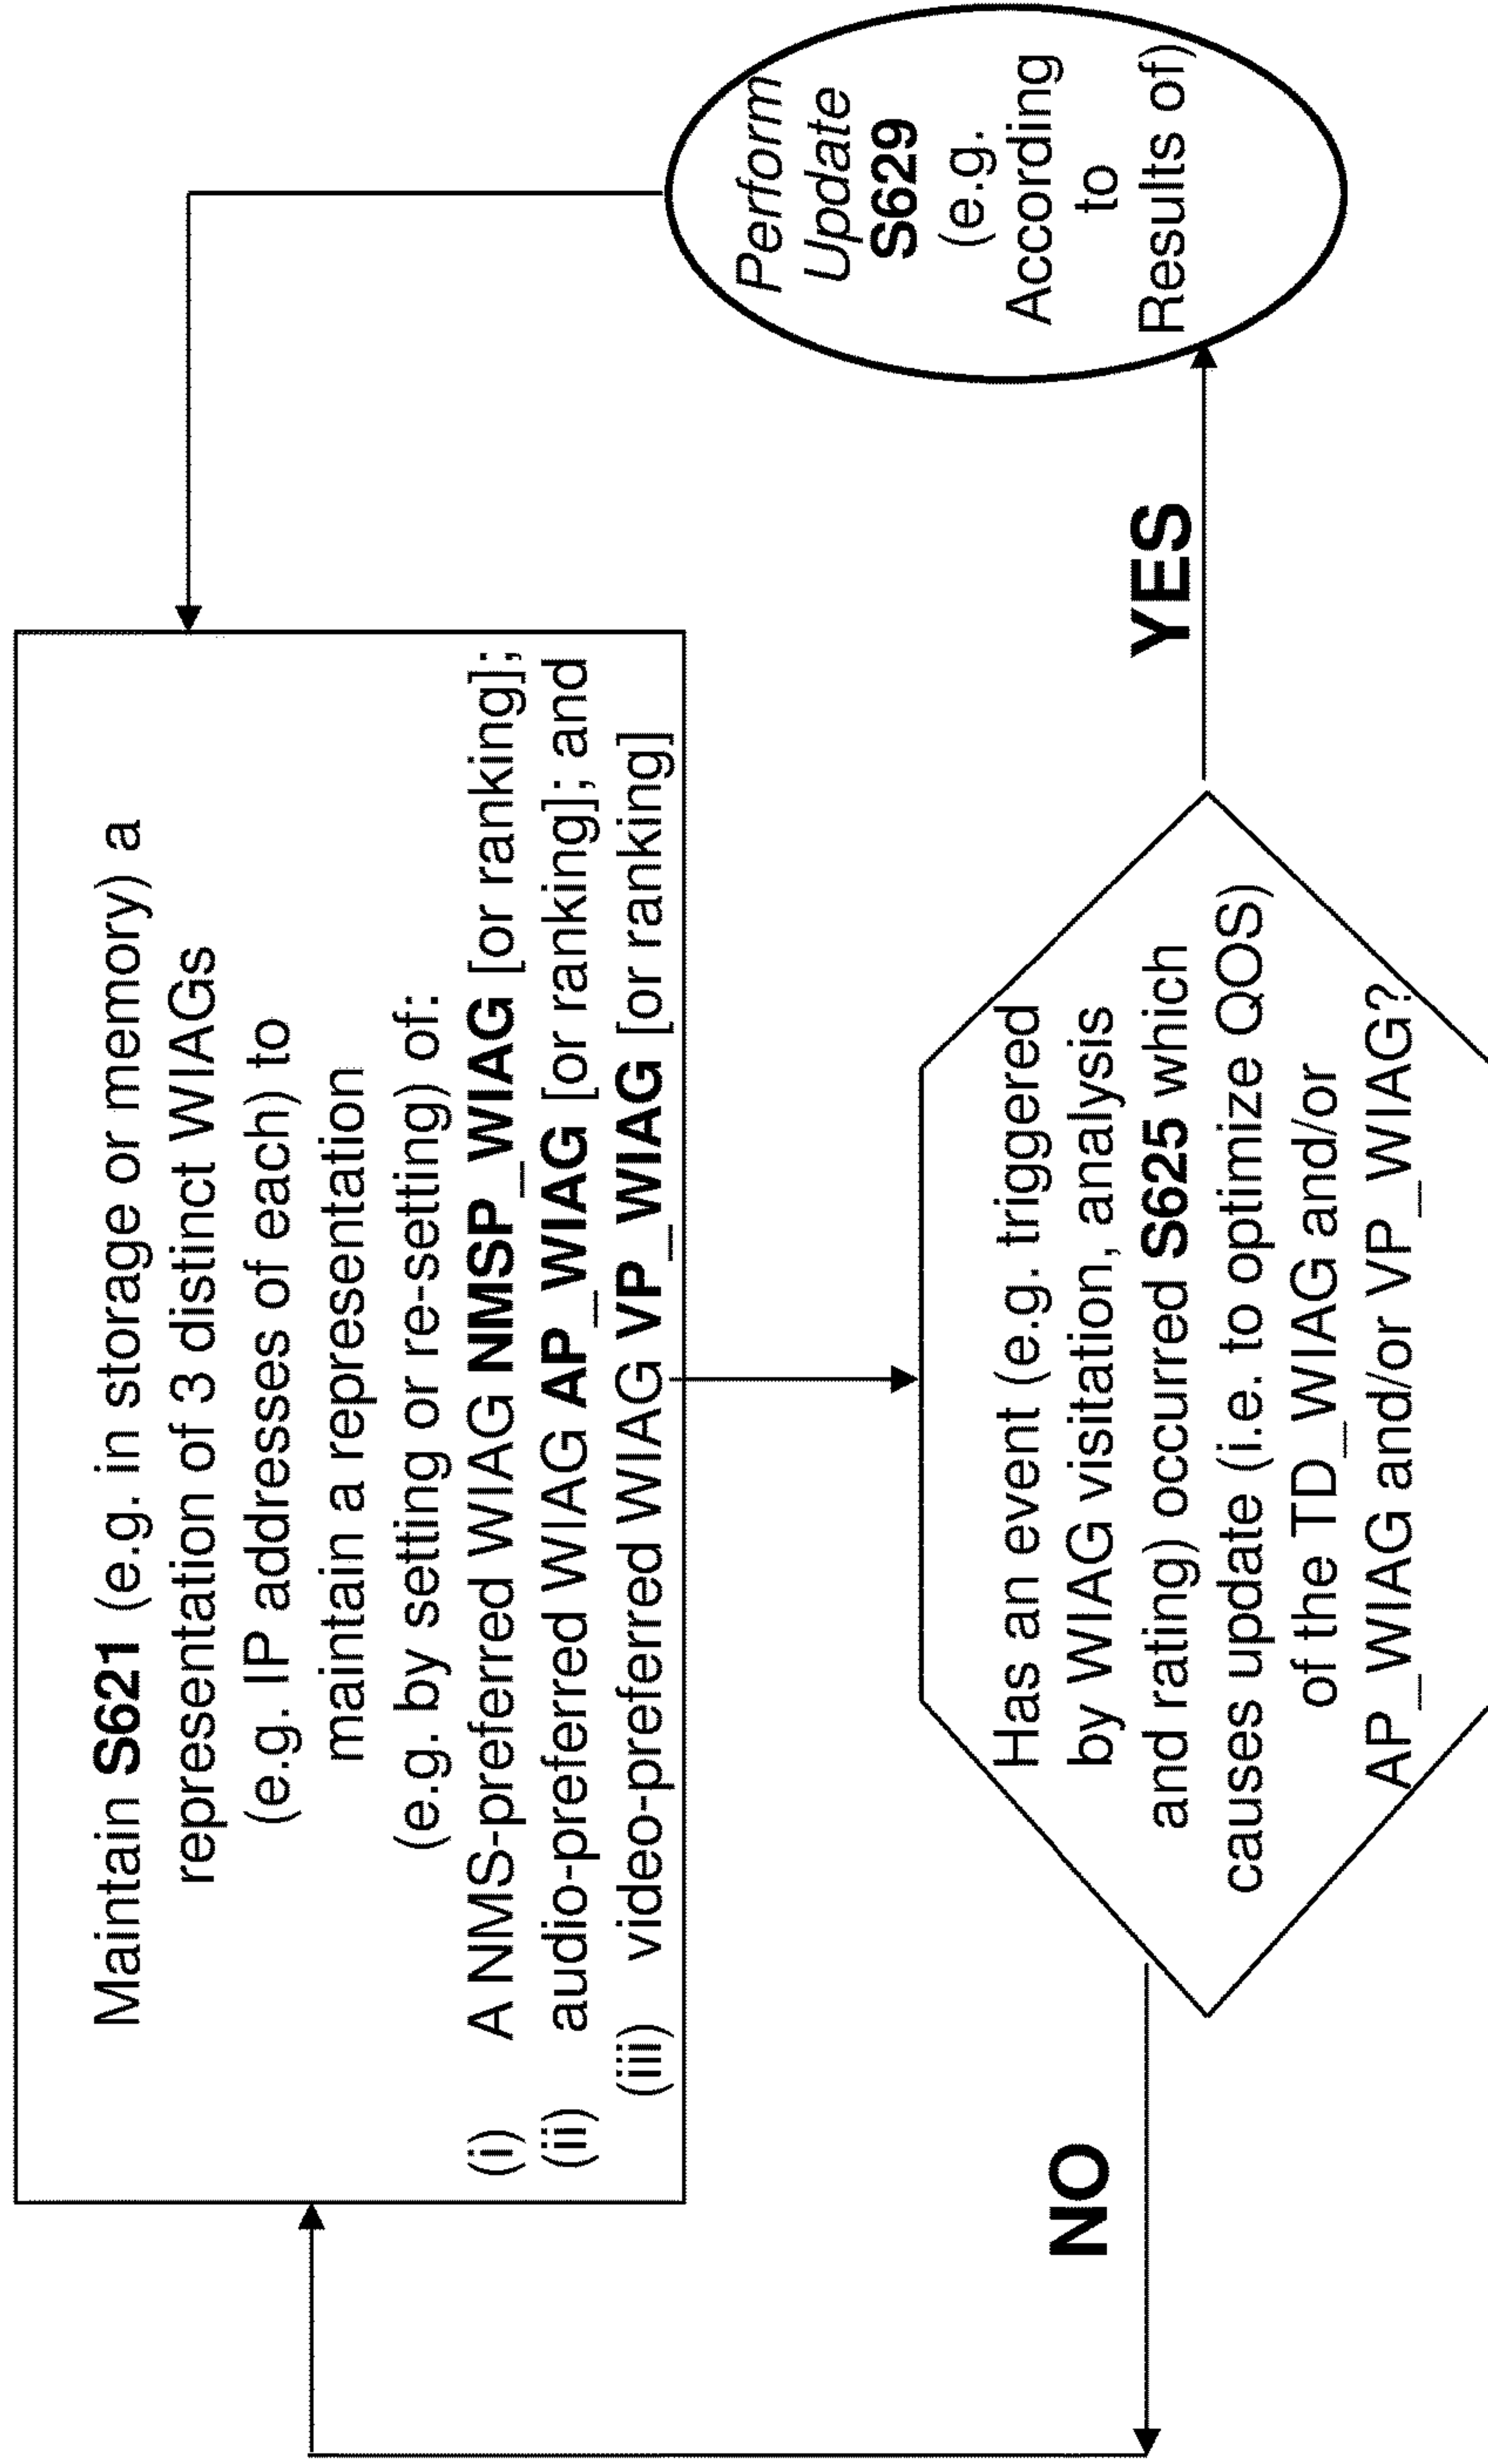 Maintain S621 (e.g. in storage or memory) a
representation of 3 distinct WIAGs
(e.g. IP addresses of each) to
maintain a representation
(e.g. by setting or re-setting) of:
(i) A NMS-preferred WIAG NMSP_WIAG [or ranking];
(ii) audio-preferred WIAG AP_WIAG [or ranking]; and
(iii) video-preferred WIAG VP_WIAG [or ranking]
Has an event (e.g. triggered
by WIAG visitation, analysis
and rating) occurred S625 which
causes update (i.e. to optimize QOS)
of the TD_WIAG and/or
AP_WIAG and/or VP_WIAG?
NO
YES
Perform
Update
S629
(e.g.
According
to
Results of)